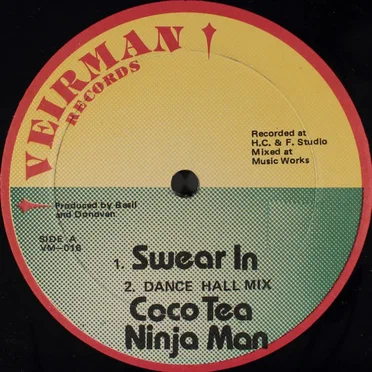 VEIRMAN
RECORDS
Recorded at
H.C. & F. Studio
Mixed at
Music Works
Produced by Basil
and Donovan
SIDE A
VM-016
1. Swear In
2. DANCE HALL MIX
Coco Tea
Ninja Man